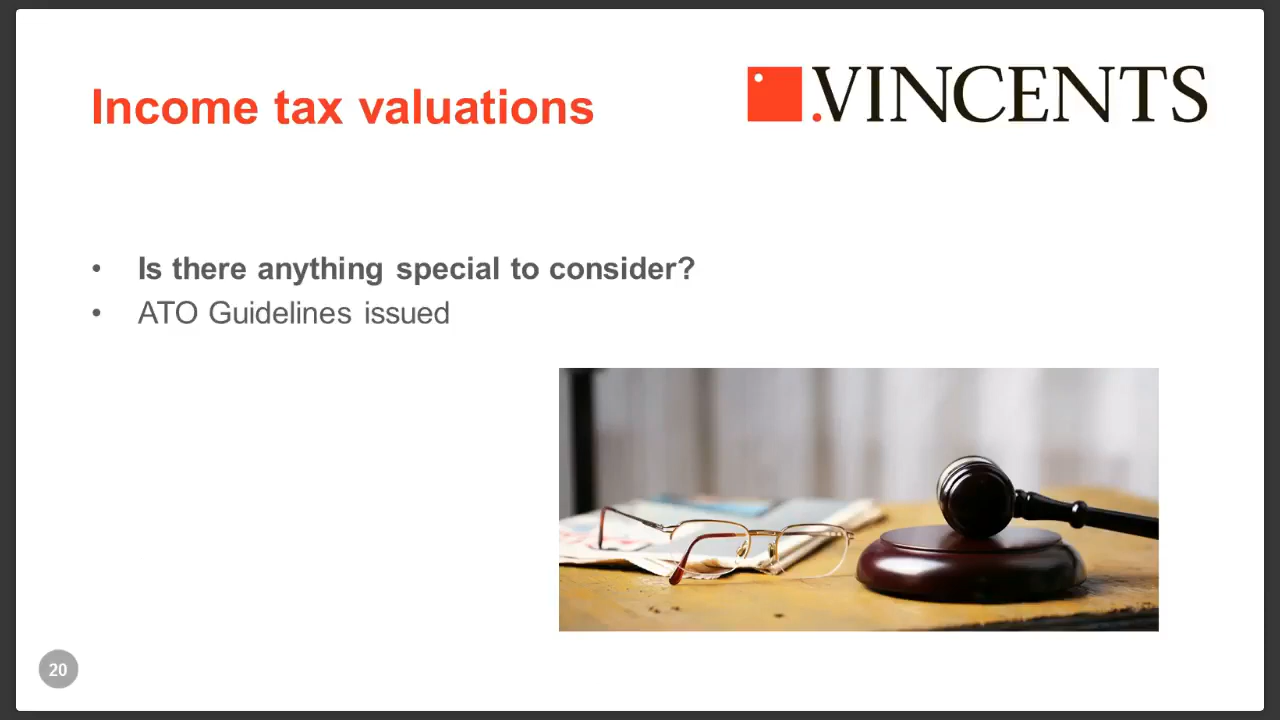 Income tax valuations
.VINCENTS
• Is there anything special to consider?
• ATO Guidelines issued
20